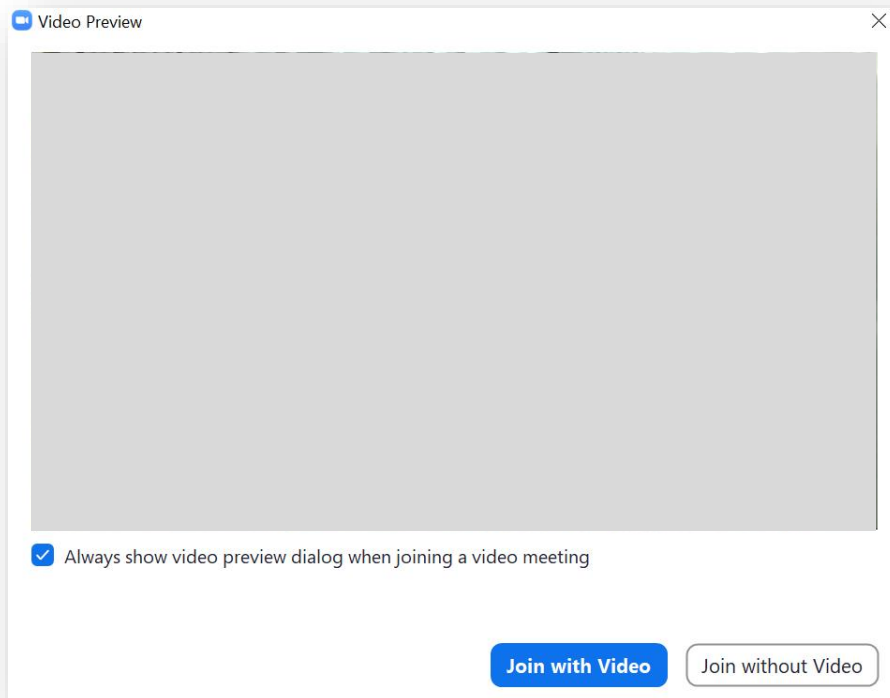 Video Preview
Always show video preview dialog when joining a video meeting
Join with Video
Join without Video